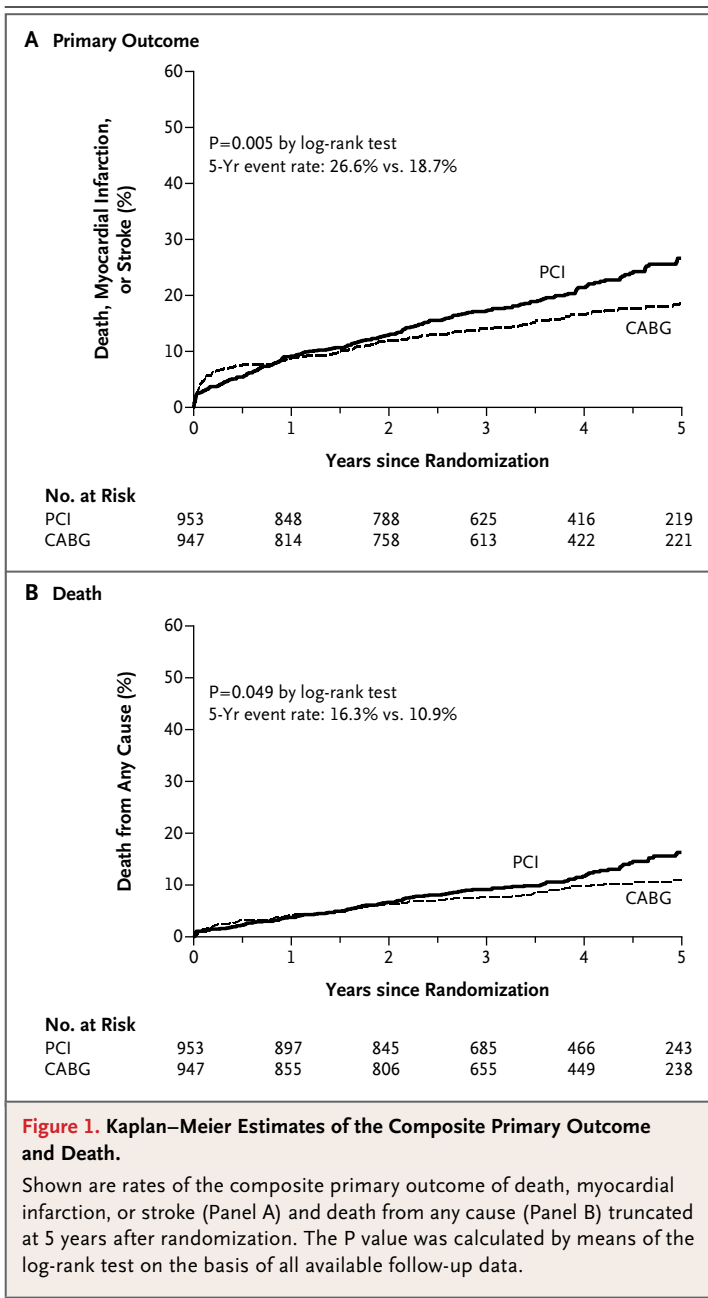 A Primary Outcome
60
50
40
30
20
10
0
Death, Myocardial Infarction,
or Stroke (%)
P=0.005 by log-rank test
5-Yr event rate: 26.6% vs. 18.7%
PCI
CABG
0 1 2 3 4 5
Years since Randomization
No. at Risk
PCI 953 848 788 625 416 219
CABG 947 814 758 613 422 221
B Death
60
50
40
30
20
10
0
Death from Any Cause (%)
P=0.049 by log-rank test
5-Yr event rate: 16.3% vs. 10.9%
PCI
CABG
0 1 2 3 4 5
Years since Randomization
No. at Risk
PCI 953 897 845 685 466 243
CABG 947 855 806 655 449 238
Figure 1. Kaplan–Meier Estimates of the Composite Primary Outcome
and Death.
Shown are rates of the composite primary outcome of death, myocardial
infarction, or stroke (Panel A) and death from any cause (Panel B) truncated
at 5 years after randomization. The P value was calculated by means of the
log-rank test on the basis of all available follow-up data.